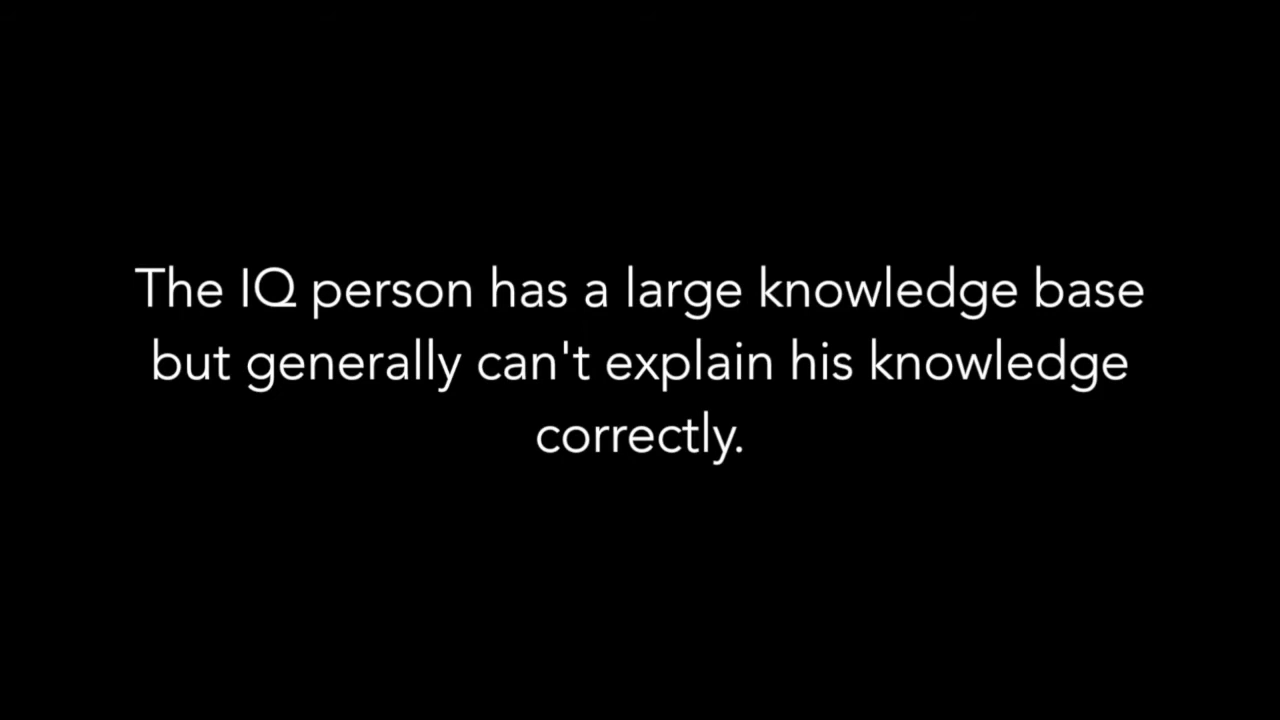 The IQ person has a large knowledge base
but generally can't explain his knowledge
correctly.